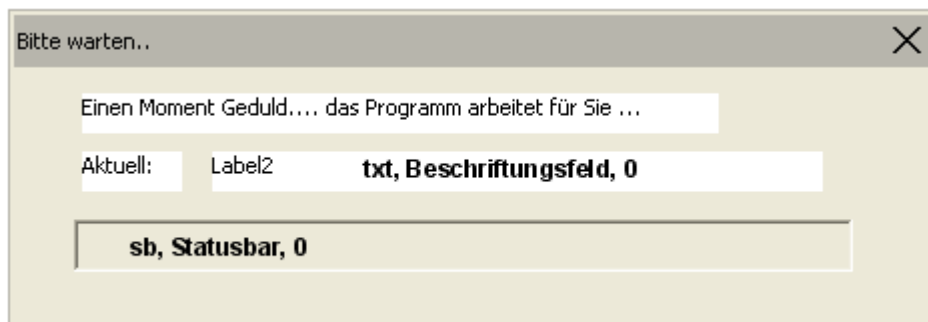 Bitte warten..
Einen Moment Geduld.... das Programm arbeitet für Sie ...
Aktuell: Label2 txt, Beschriftungsfeld, 0
sb, Statusbar, 0